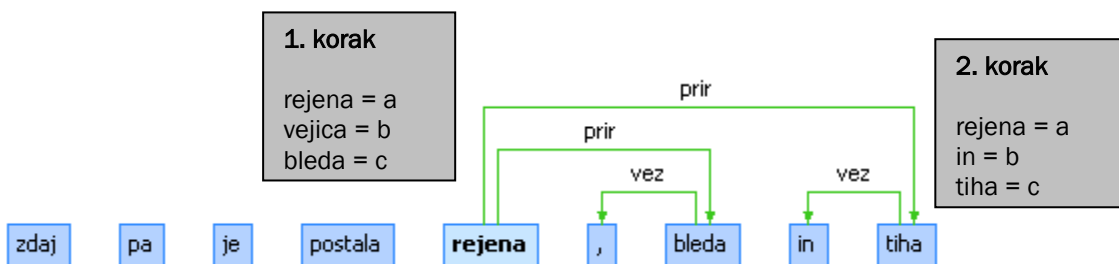 1. korak
rejena = a
vejica = b
bleda = c
2. korak
rejena = a
in = b
tiha = c
prir
prir
vez
vez
zdaj pa je postala rejena , bleda in tiha